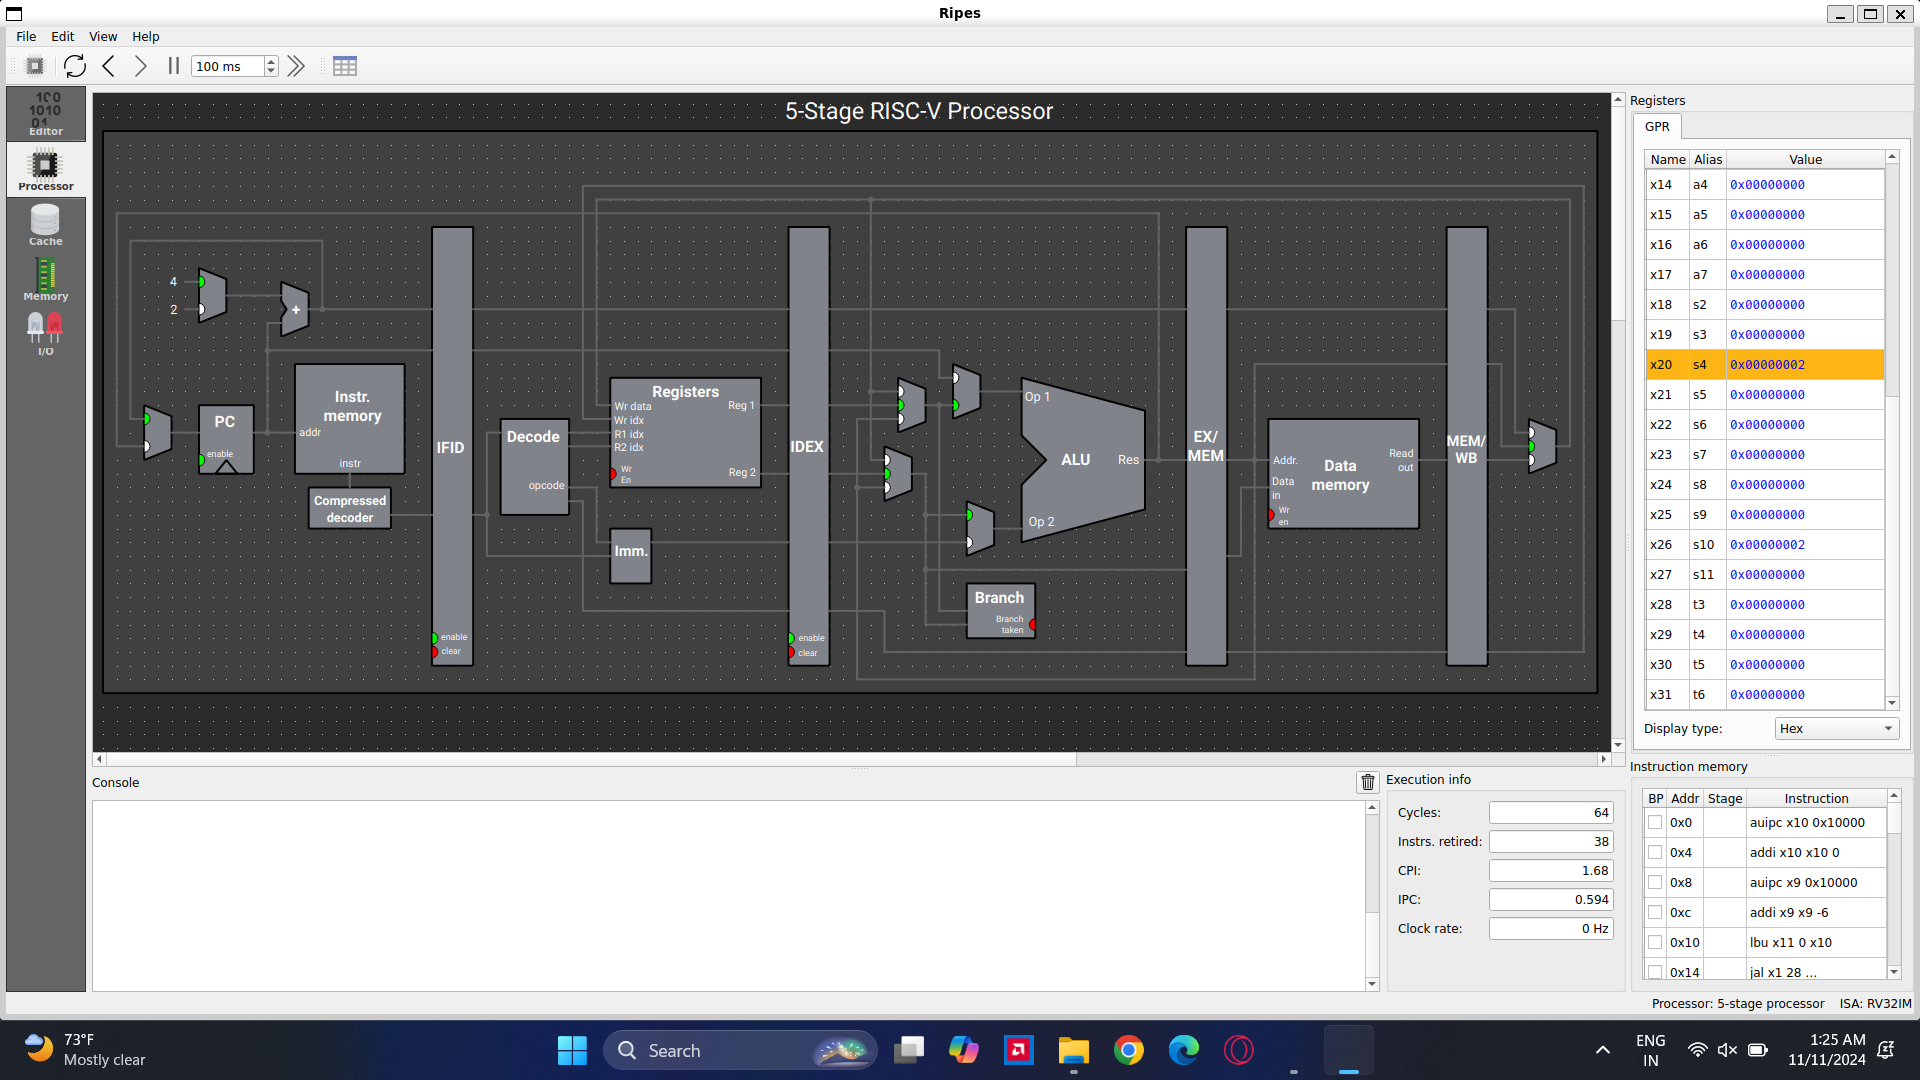 Ripes
File Edit View Help
100 ms
Editor
Processor
Cache
Memory
I/O
5-Stage RISC-V Processor
4
2
+
PC
enable
Instr.
memory
addr
instr
Compressed
decoder
IFID
enable
clear
Decode
opcode
Registers
Wr data
Wr idx
R1 idx
R2 idx
Wr
En
Reg 1
Reg 2
Imm.
IDEX
enable
clear
Op 1
ALU
Res
Op 2
Branch
Branch
taken
EX/
MEM
Addr.
Data
in
Wr
en
Data
memory
Read
out
MEM/
WB
Registers
GPR
Name Alias Value
x14 a4 0x00000000
x15 a5 0x00000000
x16 a6 0x00000000
x17 a7 0x00000000
x18 s2 0x00000000
x19 s3 0x00000000
x20 s4 0x00000002
x21 s5 0x00000000
x22 s6 0x00000000
x23 s7 0x00000000
x24 s8 0x00000000
x25 s9 0x00000000
x26 s10 0x00000002
x27 s11 0x00000000
x28 t3 0x00000000
x29 t4 0x00000000
x30 t5 0x00000000
x31 t6 0x00000000
Display type: Hex
Console
Execution info
Cycles: 64
Instrs. retired: 38
CPI: 1.68
IPC: 0.594
Clock rate: 0 Hz
Instruction memory
BP Addr Stage Instruction
0x0 auipc x10 0x10000
0x4 addi x10 x10 0
0x8 auipc x9 0x10000
0xc addi x9 x9 -6
0x10 lbu x11 0 x10
0x14 jal x1 28 ...
Processor: 5-stage processor ISA: RV32IM
73°F
Mostly clear
Search
ENG
IN
1:25 AM
11/11/2024